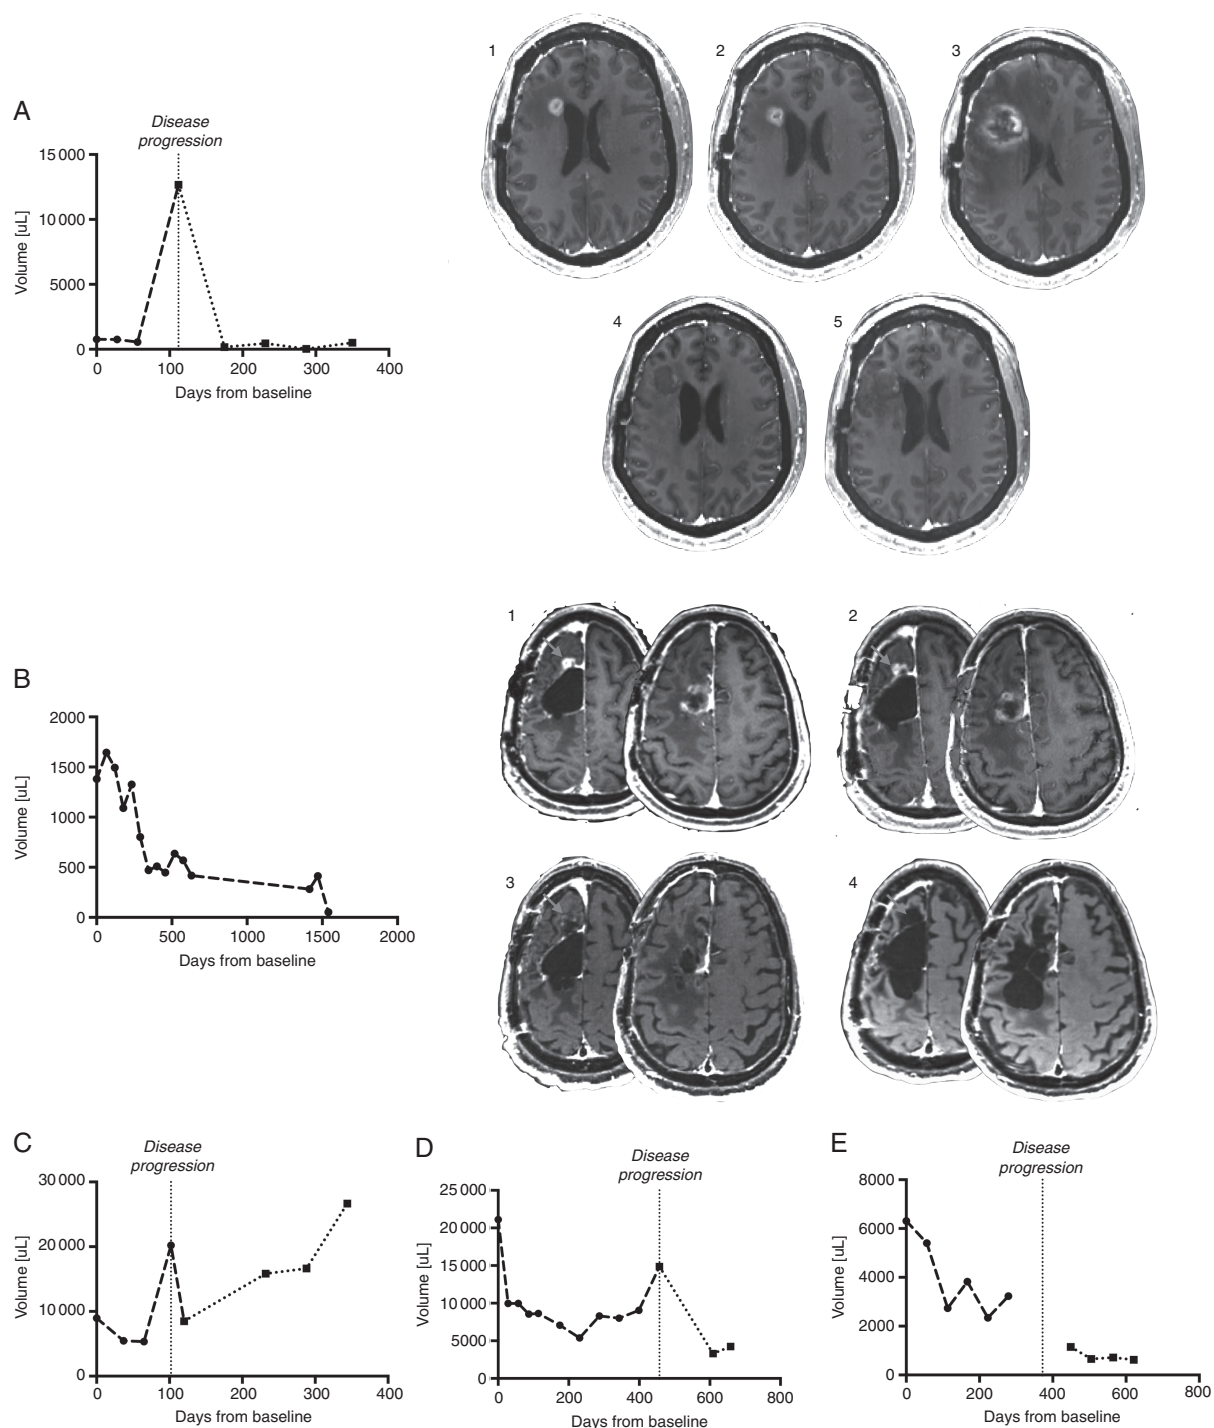 A
Disease
progression
15 000
10 000
5000
0
Volume [uL]
0 100 200 300 400
Days from baseline
1
2
3
4
5
B
2000
1500
1000
500
0
Volume [uL]
0 500 1000 1500 2000
Days from baseline
1
2
3
4
C
Disease
progression
30 000
20 000
10 000
0
Volume [uL]
0 100 200 300 400
Days from baseline
D
Disease
progression
25 000
20 000
15 000
10 000
5000
0
Volume [uL]
0 200 400 600 800
Days from baseline
E
Disease
progression
8000
6000
4000
2000
0
Volume [uL]
0 200 400 600 800
Days from baseline